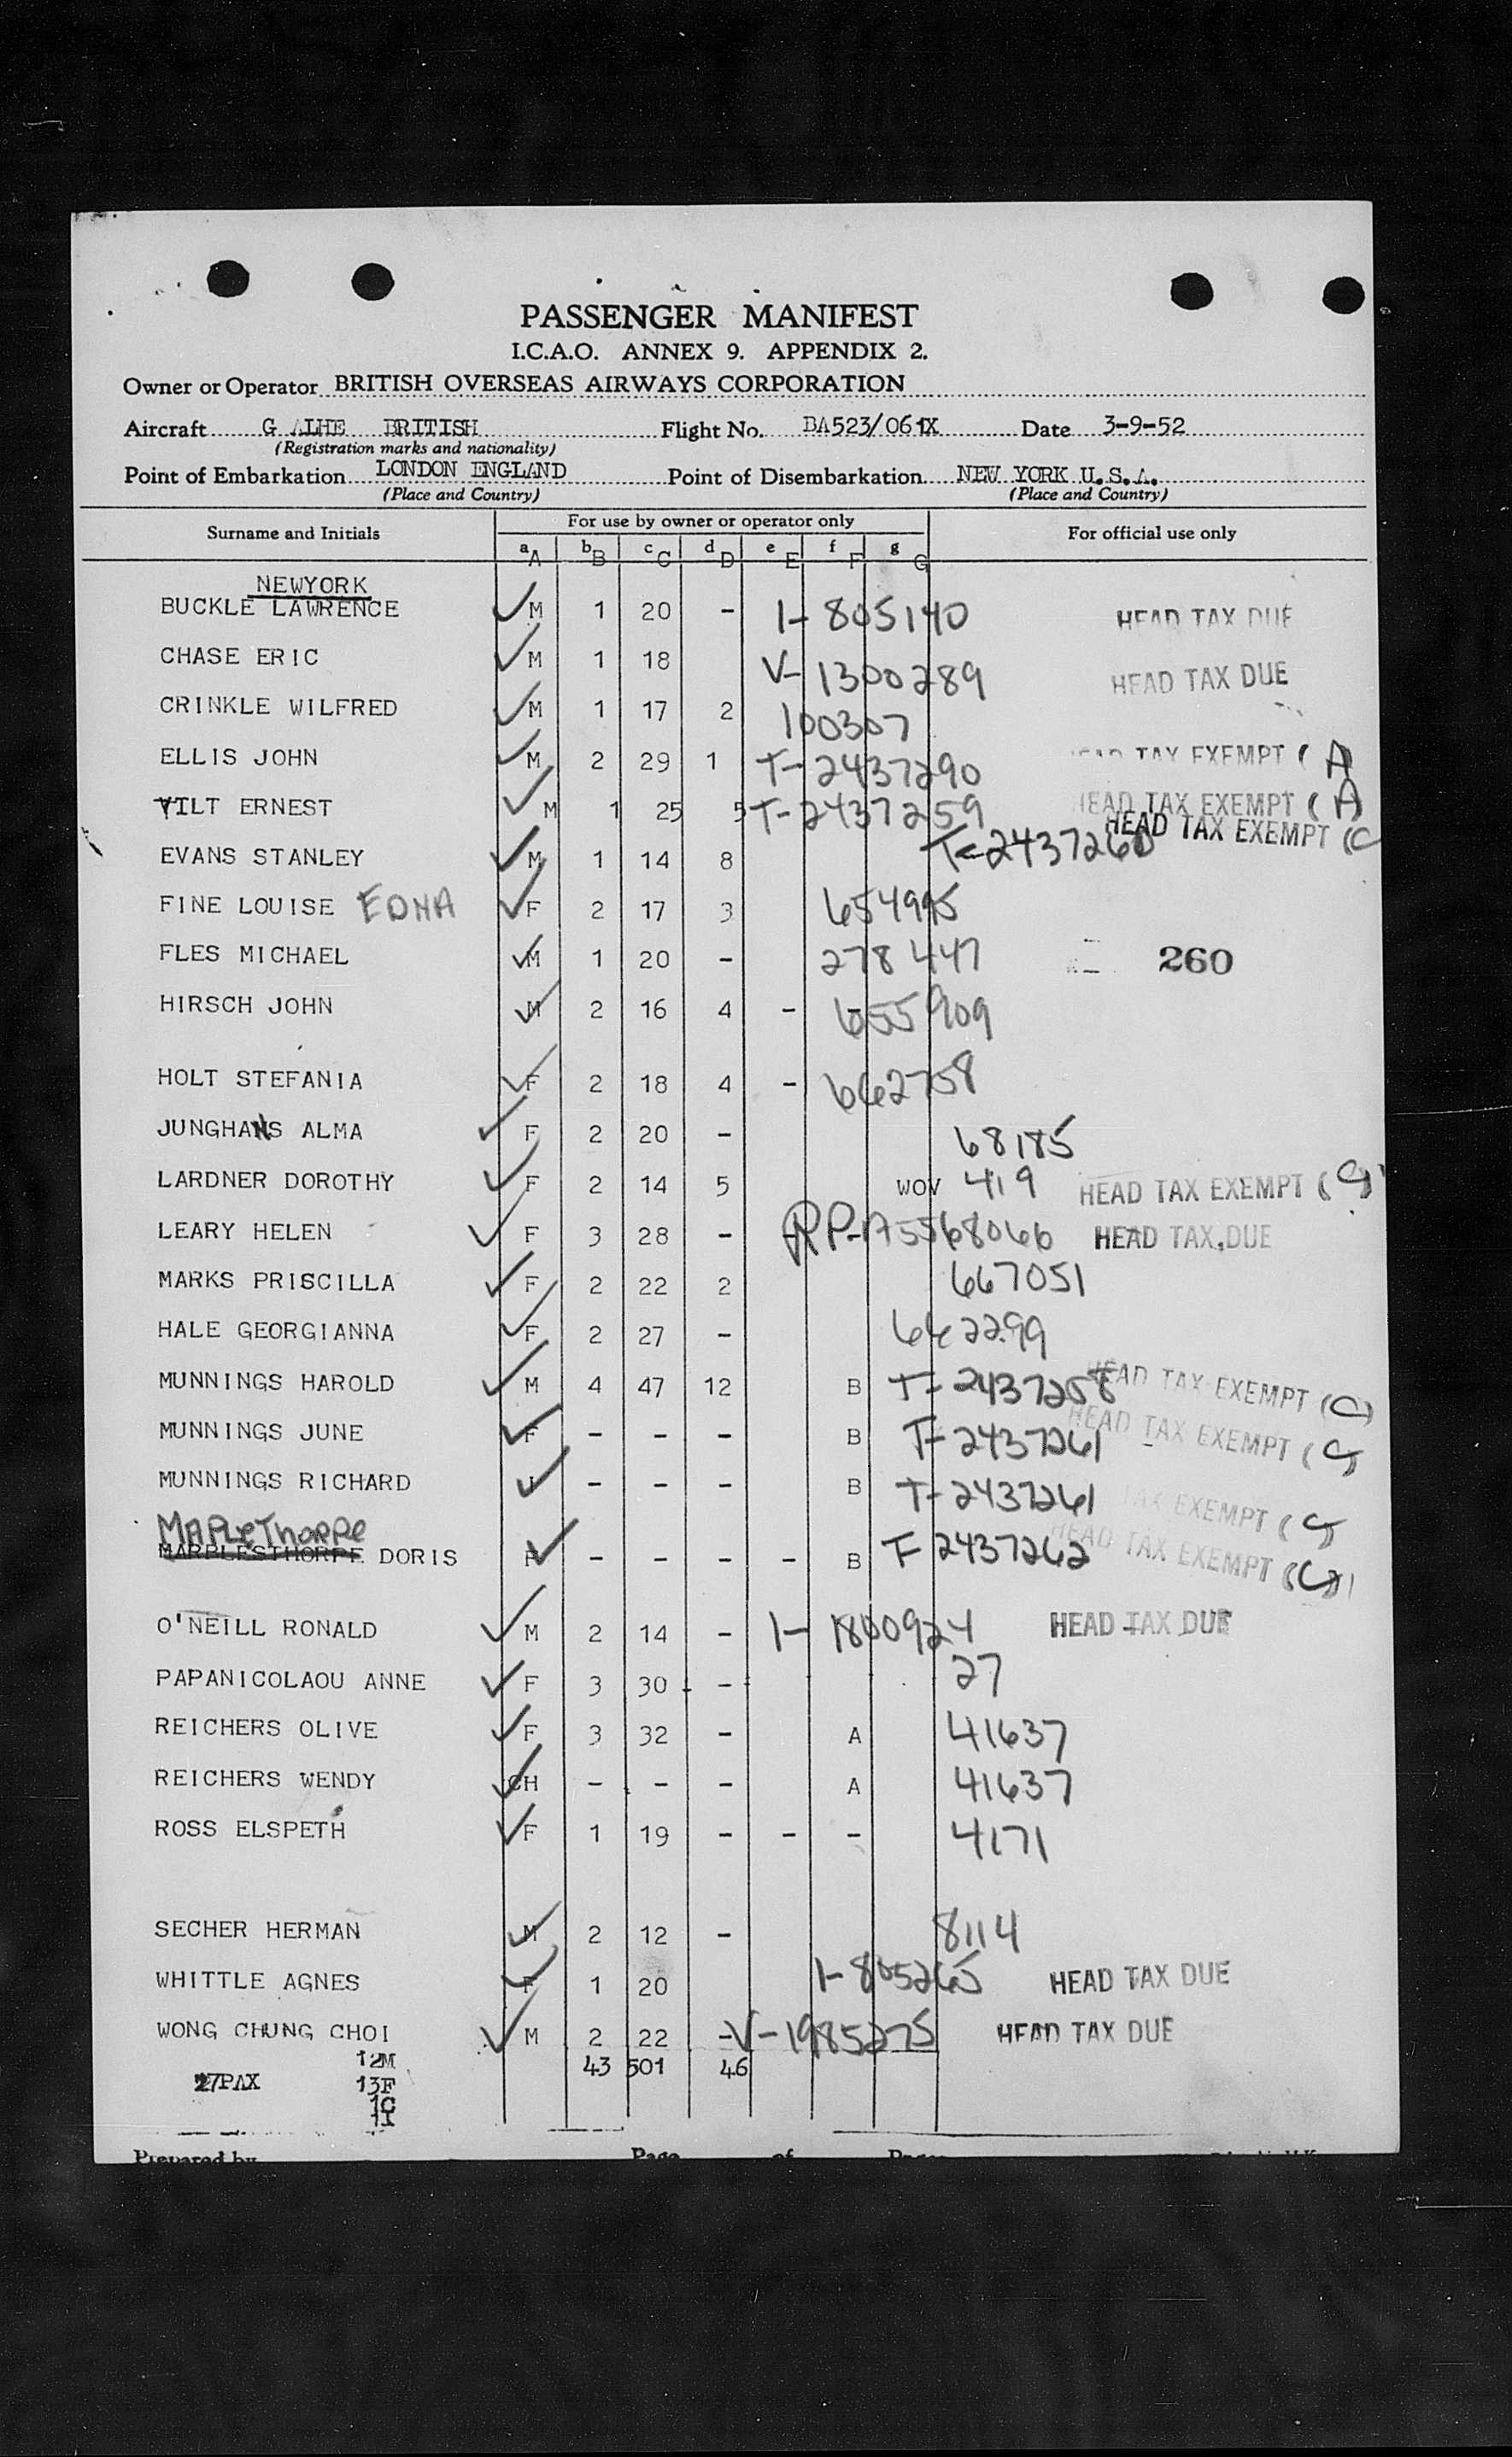 PASSENGER MANIFEST
I.C.A.O. ANNEX 9. APPENDIX 2.
Owner or Operator BRITISH OVERSEAS AIRWAYS CORPORATION
Aircraft G ALHE BRITISH Flight No. BA523/061X Date 3-9-52
(Registration marks and nationality)
Point of Embarkation LONDON ENGLAND Point of Disembarkation NEW YORK U.S.A.
(Place and Country) (Place and Country)
Surname and Initials For use by owner or operator only For official use only
a b c d e f g
A B C D E F G
NEWYORK
BUCKLE LAWRENCE M 1 20 - 1-805140 HEAD TAX DUE
CHASE ERIC M 1 18 V-1300289 HEAD TAX DUE
CRINKLE WILFRED M 1 17 2 100307
ELLIS JOHN M 2 29 1 T-2437290 TAX EXEMPT (A
TILT ERNEST M 1 25 5 T-2437259 HEAD TAX EXEMPT (A
HEAD TAX EXEMPT (C
EVANS STANLEY M 1 14 8 T-2437260
FINE LOUISE EDNA F 2 17 3 654995
FLES MICHAEL M 1 20 - 278447 260
HIRSCH JOHN M 2 16 4 - 655909
HOLT STEFANIA F 2 18 4 - 662758
JUNGHANS ALMA F 2 20 - 68185
LARDNER DOROTHY F 2 14 5 WOV 419 HEAD TAX EXEMPT (C)
LEARY HELEN F 3 28 - RP-A5568066 HEAD TAX DUE
MARKS PRISCILLA F 2 22 2 667051
HALE GEORGIANNA F 2 27 - 662299
MUNNINGS HAROLD M 4 47 12 B T-2437258 HEAD TAX EXEMPT (C)
MUNNINGS JUNE F - - - B T-2437261 HEAD TAX EXEMPT (C)
MUNNINGS RICHARD - - - B T-2437261 TAX EXEMPT (C)
MAPLETHORPE
MARPLESTHORPE DORIS F - - - - B T-2437262 HEAD TAX EXEMPT (C)
O'NEILL RONALD M 2 14 - 1-1800924 HEAD TAX DUE
PAPANICOLAOU ANNE F 3 30 - 27
REICHERS OLIVE F 3 32 - A 41637
REICHERS WENDY CH - - - A 41637
ROSS ELSPETH F 1 19 - - - 4171
SECHER HERMAN M 2 12 - 8114
WHITTLE AGNES F 1 20 1-805265 HEAD TAX DUE
WONG CHUNG CHOI M 2 22 - V-1985275 HEAD TAX DUE
12M 43 501 46
27PAX 13F
1C
1I
Prepared by Page of Pages